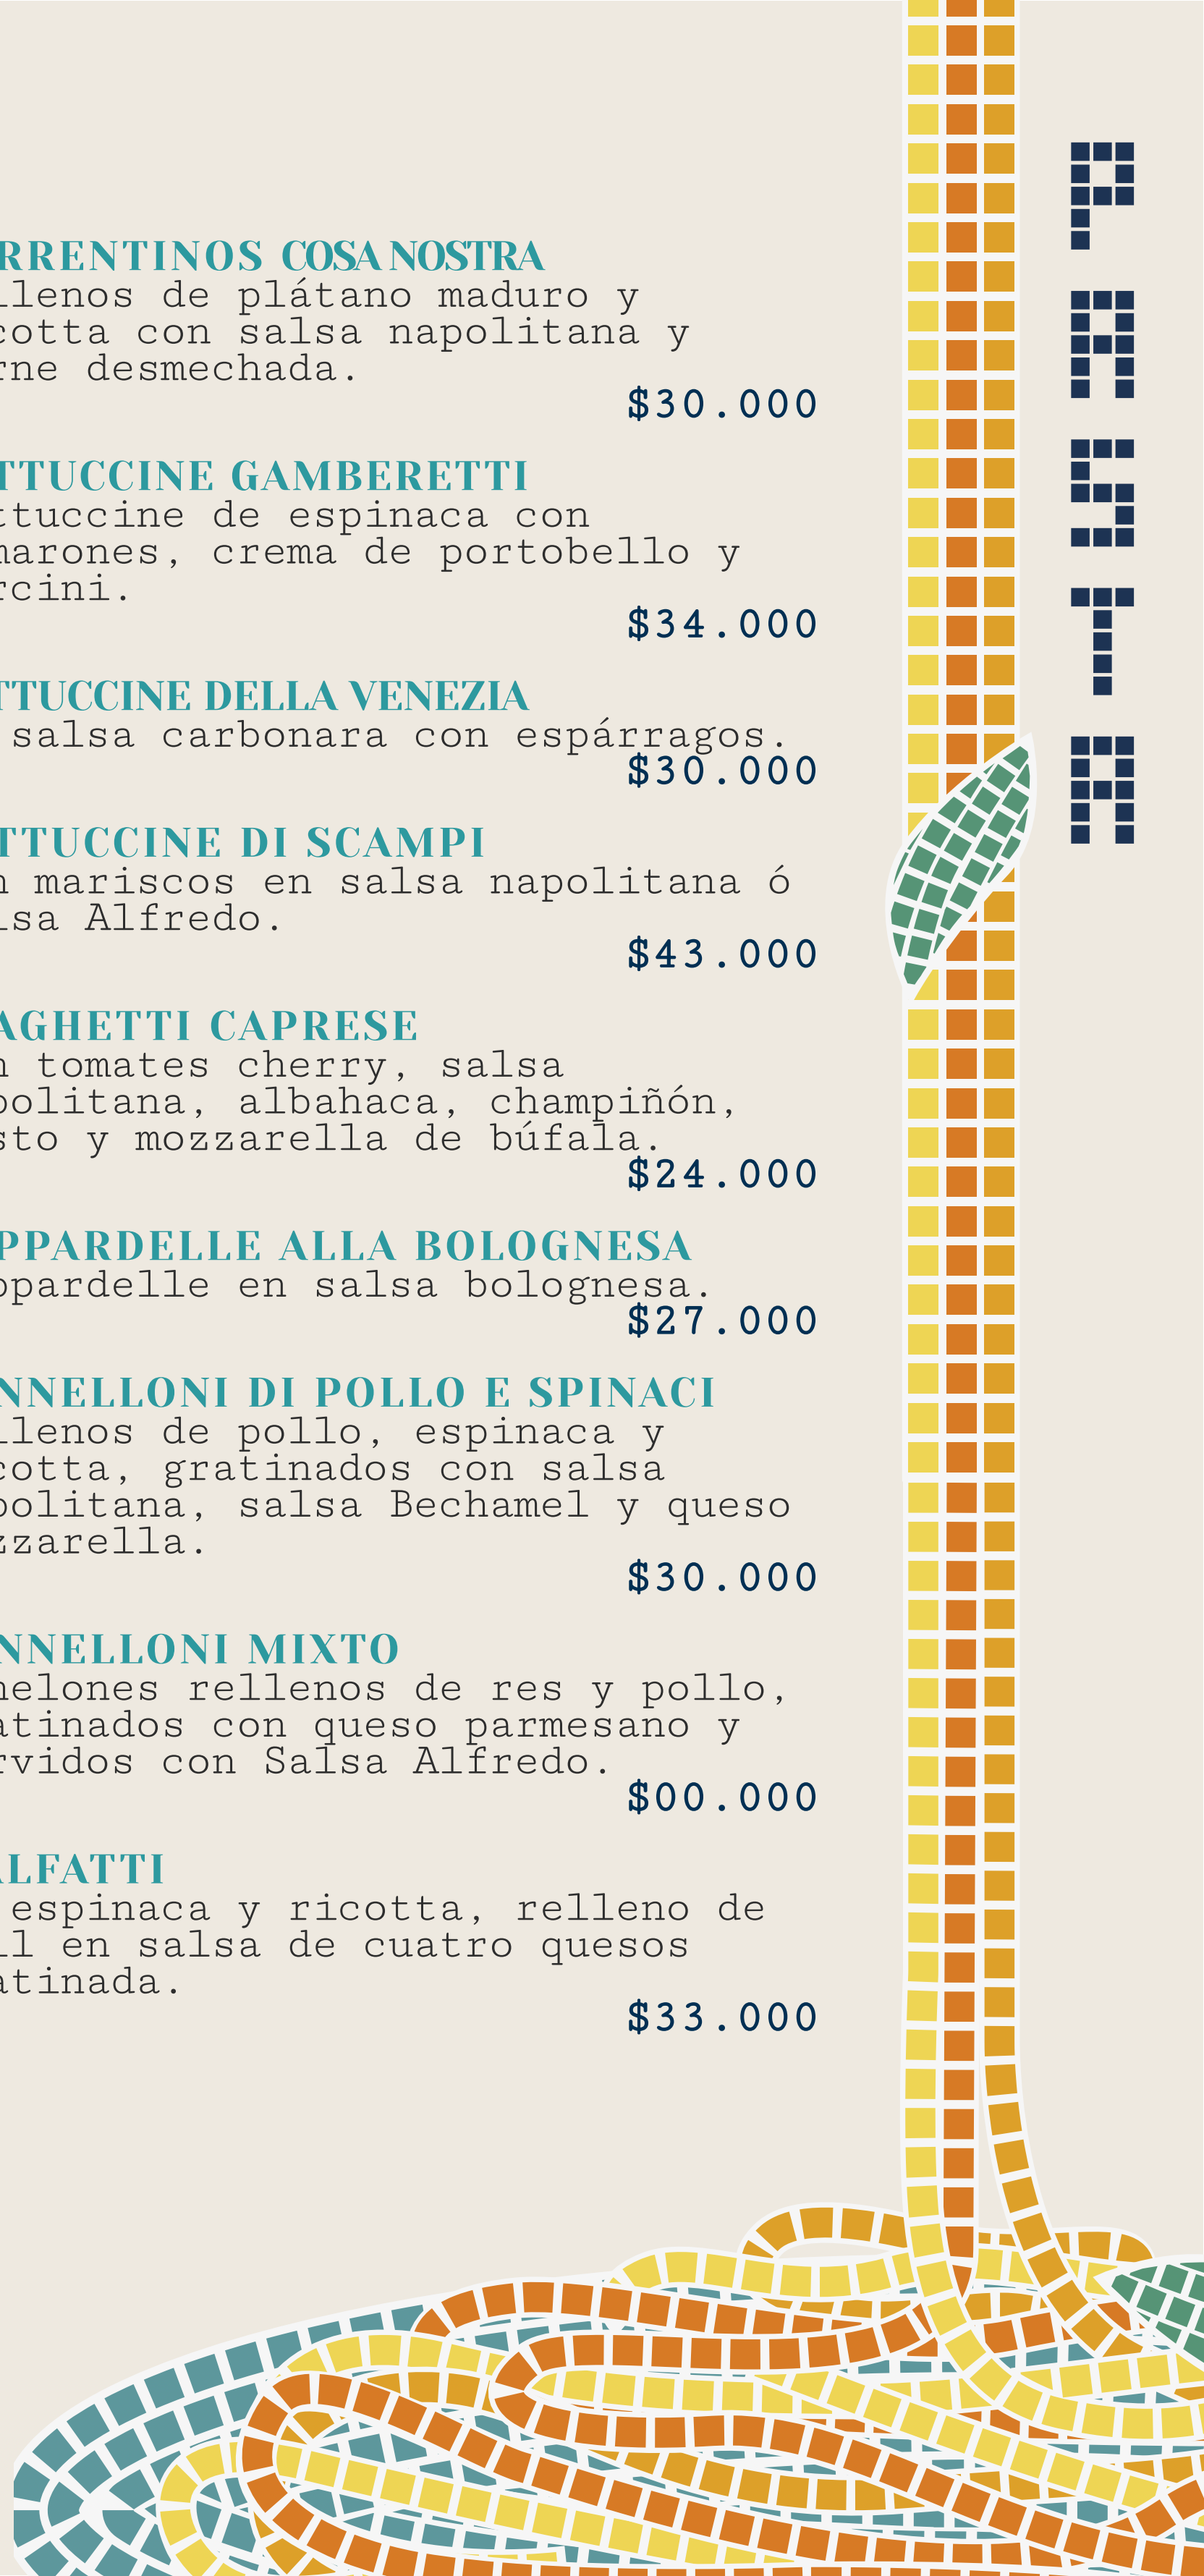 RRENTINOS COSA NOSTRA
llenos de plátano maduro y
cotta con salsa napolitana y
rne desmechada.
$30.000
TTUCCINE GAMBERETTI
ttuccine de espinaca con
marones, crema de portobello y
rcini.
$34.000
TTUCCINE DELLA VENEZIA
salsa carbonara con espárragos.
$30.000
TTUCCINE DI SCAMPI
n mariscos en salsa napolitana ó
lsa Alfredo.
$43.000
AGHETTI CAPRESE
n tomates cherry, salsa
politana, albahaca, champiñón,
sto y mozzarella de búfala.
$24.000
PPARDELLE ALLA BOLOGNESA
ppardelle en salsa bolognesa.
$27.000
NNELLONI DI POLLO E SPINACI
llenos de pollo, espinaca y
cotta, gratinados con salsa
politana, salsa Bechamel y queso
zzarella.
$30.000
NNELLONI MIXTO
nelones rellenos de res y pollo,
atinados con queso parmesano y
rvidos con Salsa Alfredo.
$00.000
ALFATTI
espinaca y ricotta, relleno de
ll en salsa de cuatro quesos
atinada.
$33.000
PASTA